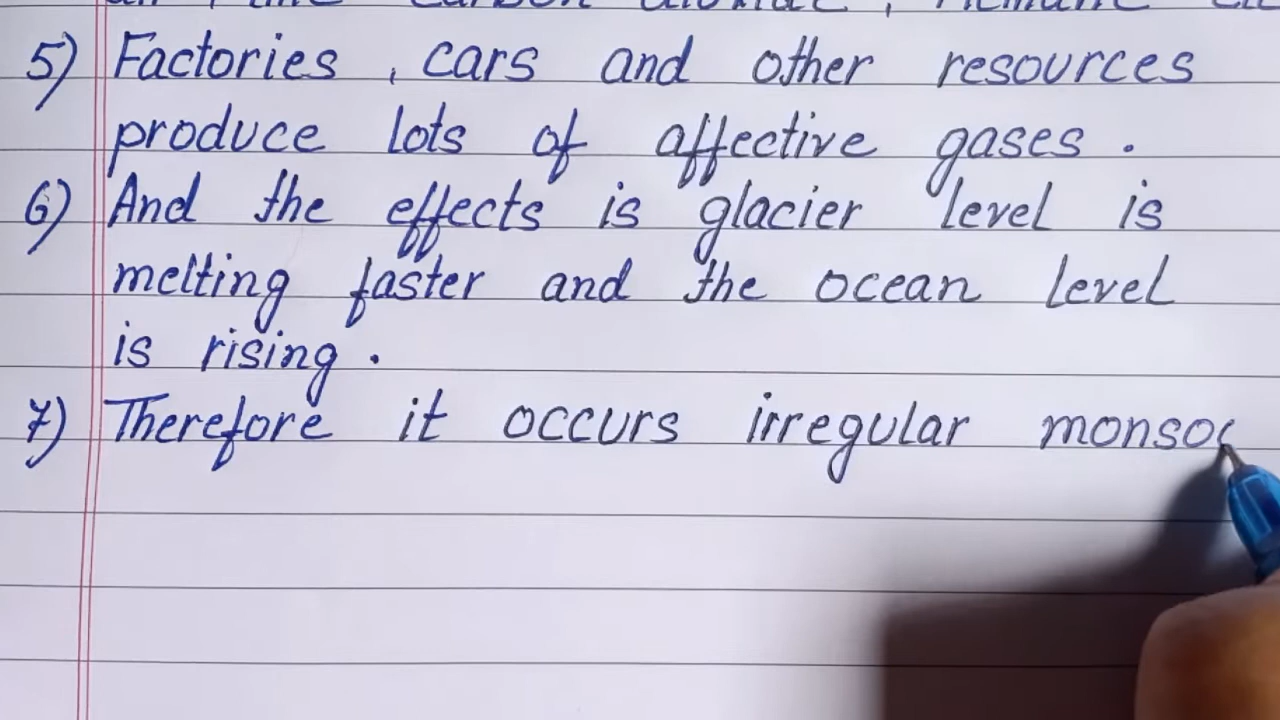 5) Factories, cars and other resources
produce lots of affective gases.
6) And the effects is glacier level is
melting faster and the ocean level
is rising.
7) Therefore it occurs irregular